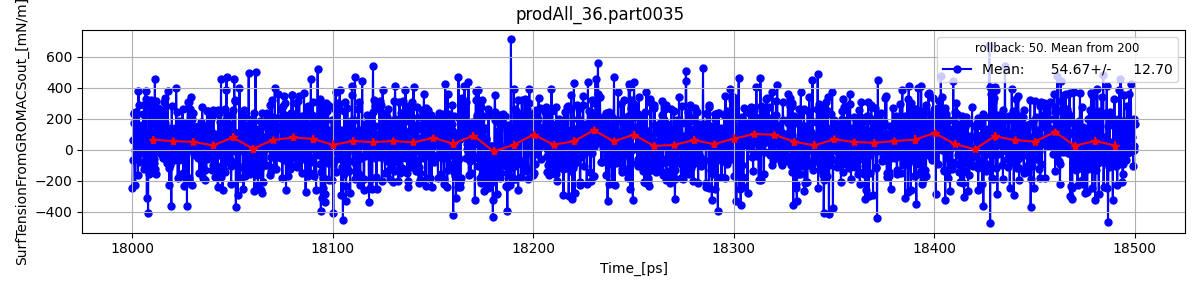 prodAll_36.part0035
SurfTensionFromGROMACSout_[mN/m]
600
400
200
0
−200
−400
rollback: 50. Mean from 200
Mean: 54.67+/- 12.70
18000 18100 18200 18300 18400 18500
Time_[ps]